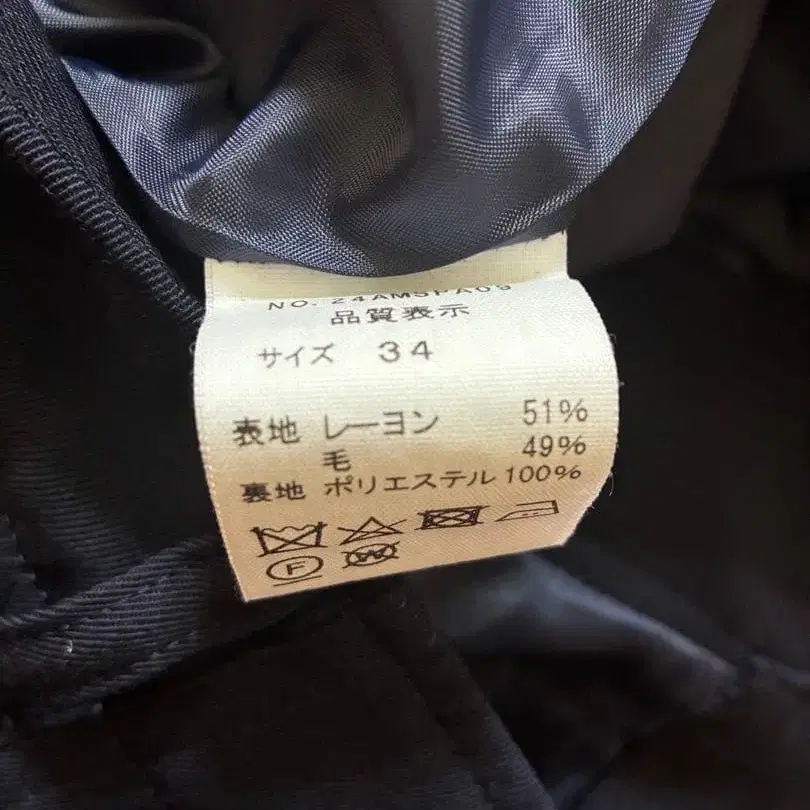 NO. 24AMSPA09
品質表示
サイズ 34
表地 レーヨン 51%
毛 49%
裏地 ポリエステル 100%
F
W